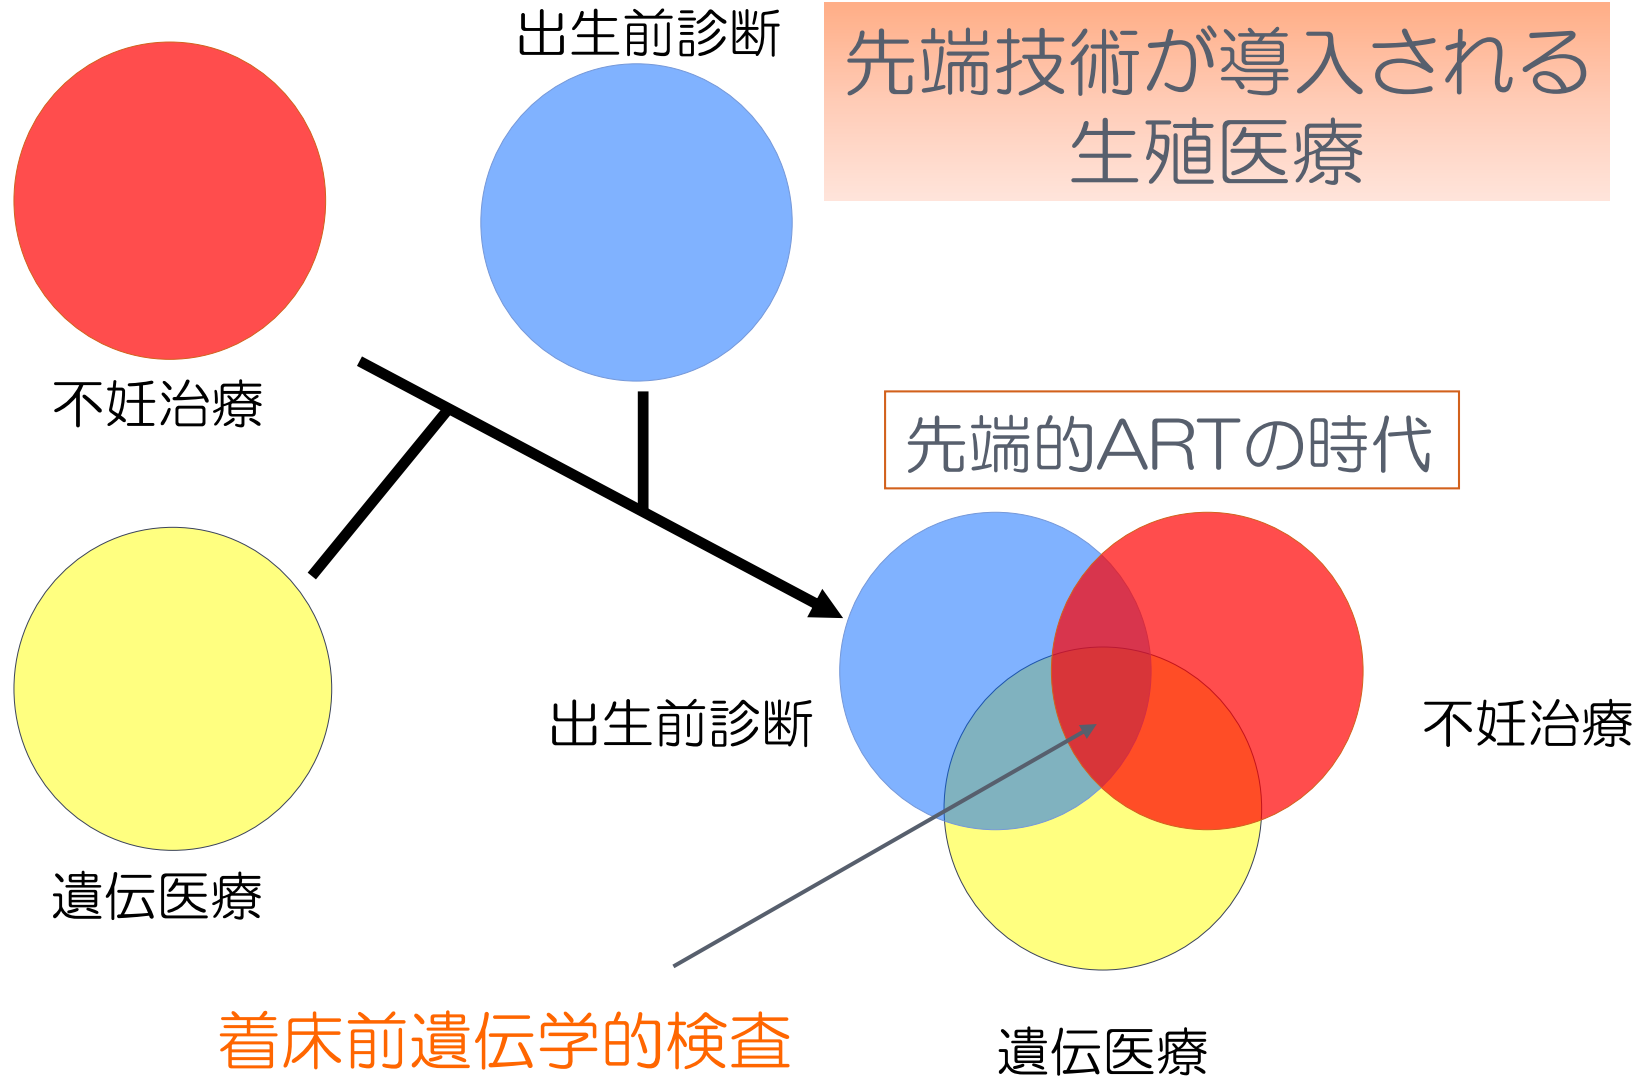 出生前診断
先端技術が導入される
生殖医療
不妊治療
先端的ARTの時代
出生前診断
不妊治療
遺伝医療
着床前遺伝学的検査
遺伝医療